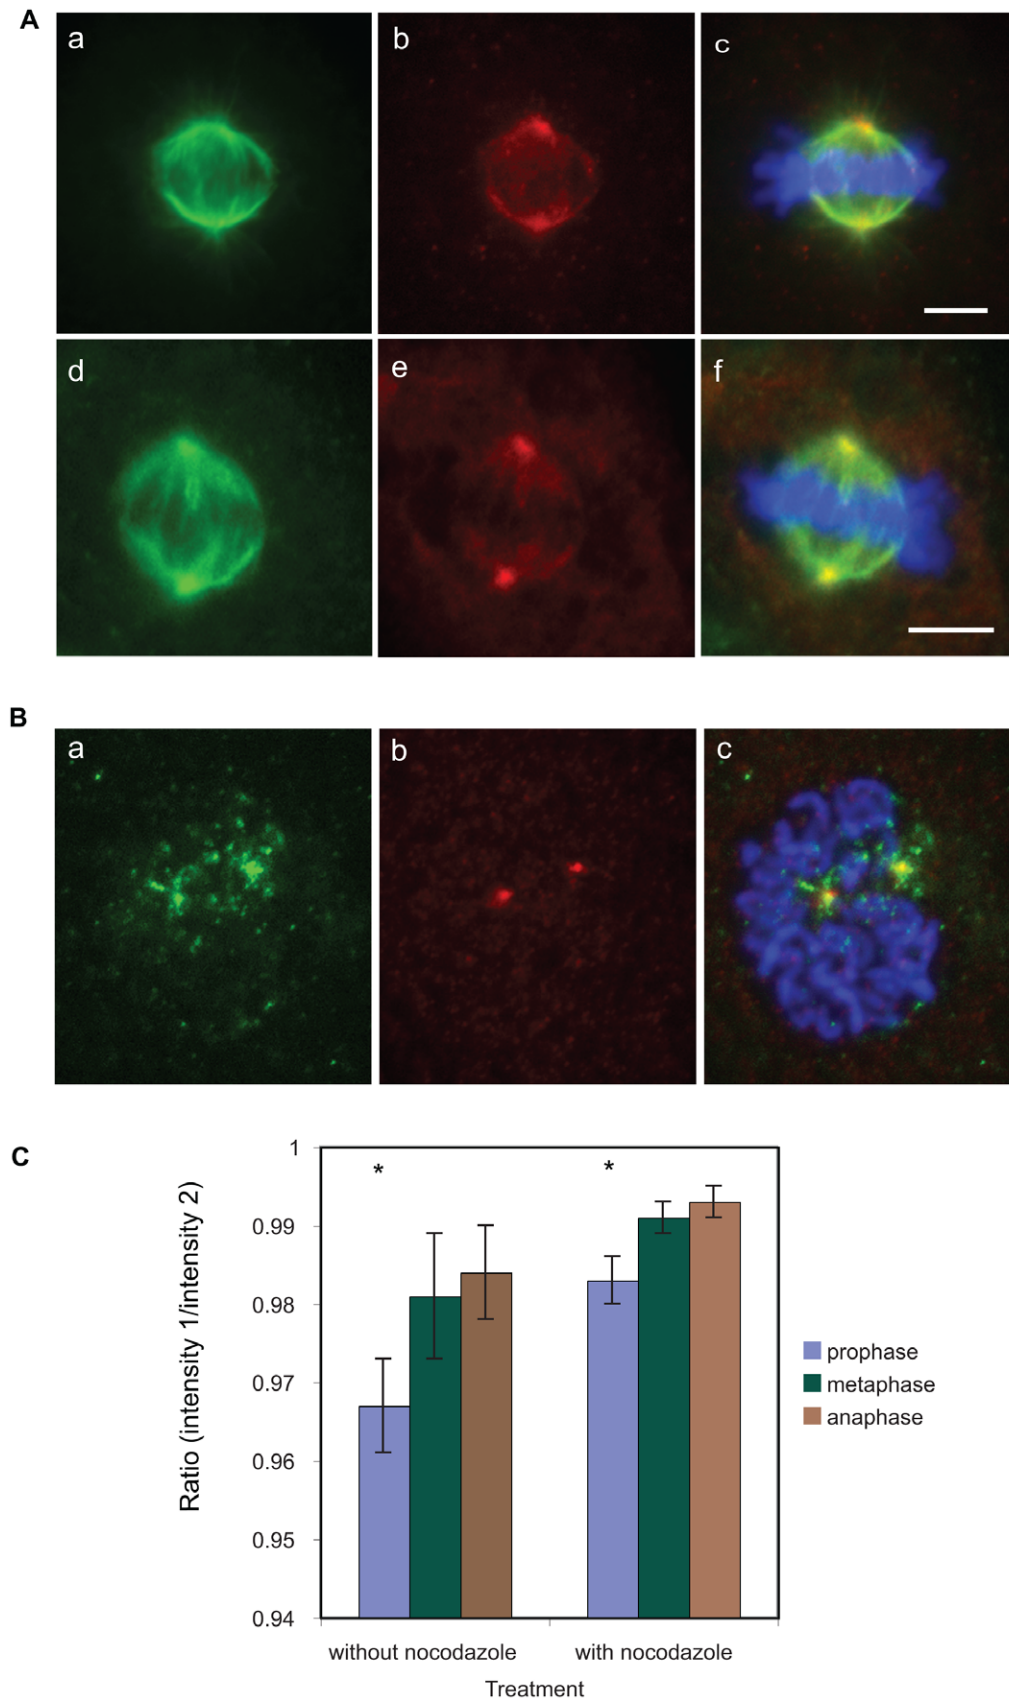 A
a
b
c
d
e
f
B
a
b
c
C
Ratio (intensity 1/intensity 2)
1
0.99
0.98
0.97
0.96
0.95
0.94
*
*
without nocodazole
with nocodazole
Treatment
prophase
metaphase
anaphase